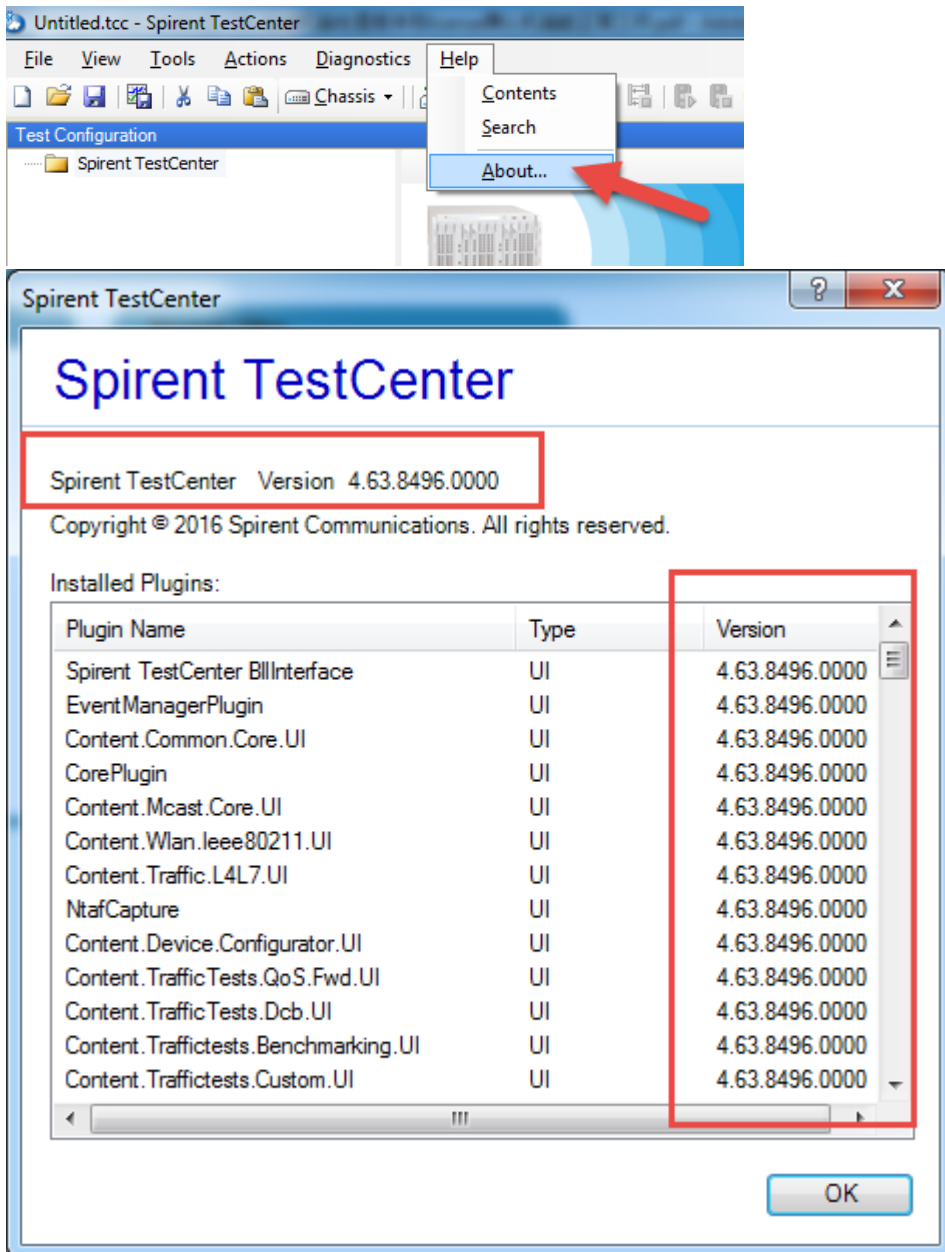 Untitled.tcc - Spirent TestCenter
File View Tools Actions Diagnostics Help
Chassis
Contents
Search
About...
Test Configuration
Spirent TestCenter
Spirent TestCenter
Spirent TestCenter
Spirent TestCenter Version 4.63.8496.0000
Copyright © 2016 Spirent Communications. All rights reserved.
Installed Plugins:
Plugin Name Type Version
Spirent TestCenter BllInterface UI 4.63.8496.0000
EventManagerPlugin UI 4.63.8496.0000
Content.Common.Core.UI UI 4.63.8496.0000
CorePlugin UI 4.63.8496.0000
Content.Mcast.Core.UI UI 4.63.8496.0000
Content.Wlan.Ieee80211.UI UI 4.63.8496.0000
Content.Traffic.L4L7.UI UI 4.63.8496.0000
NtafCapture UI 4.63.8496.0000
Content.Device.Configurator.UI UI 4.63.8496.0000
Content.TrafficTests.QoS.Fwd.UI UI 4.63.8496.0000
Content.TrafficTests.Dcb.UI UI 4.63.8496.0000
Content.Traffictests.Benchmarking.UI UI 4.63.8496.0000
Content.Traffictests.Custom.UI UI 4.63.8496.0000
OK